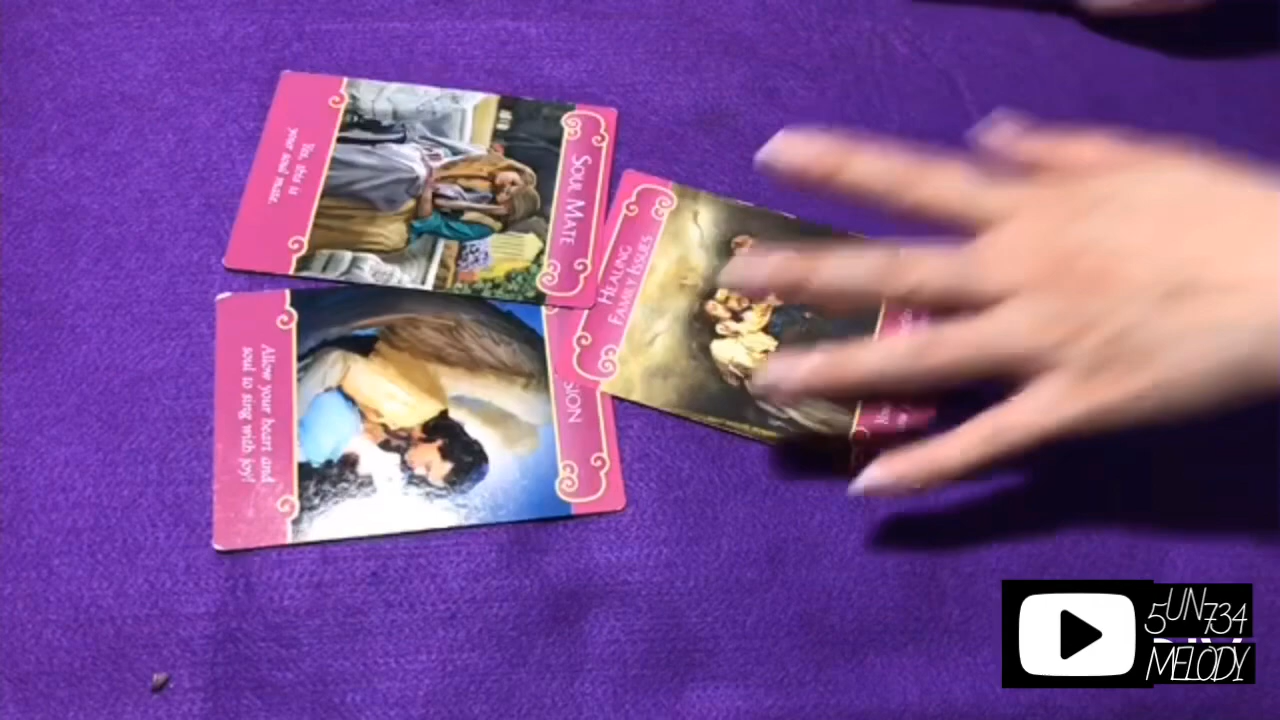 SOUL MATE
Yes, this is
your soul mate.
HEALING
FAMILY ISSUES
SION
Allow your heart and
soul to sing with joy!
5UN734
MELODY